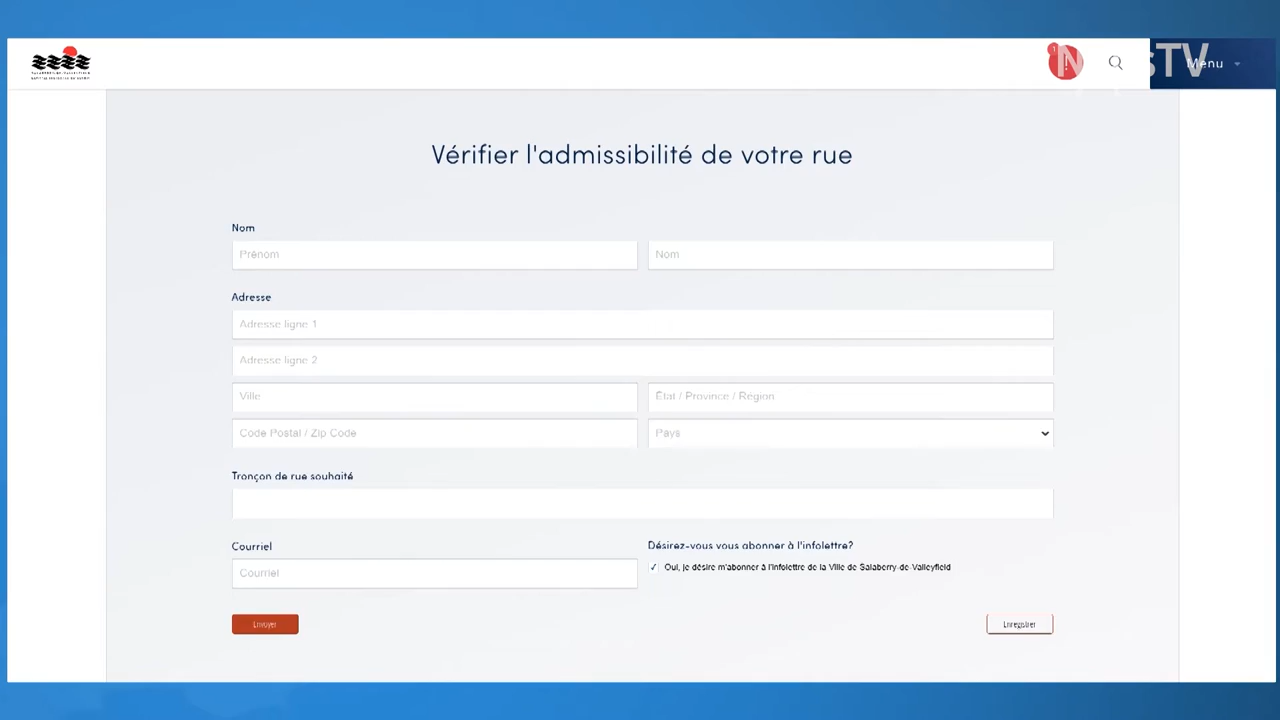 1
Menu
Vérifier l'admissibilité de votre rue
Nom
Prénom
Nom
Adresse
Adresse ligne 1
Adresse ligne 2
Ville
État / Province / Région
Code Postal / Zip Code
Pays
Tronçon de rue souhaité
Courriel
Désirez-vous vous abonner à l'infolettre?
Courriel
Oui, je désire m'abonner à l'infolettre de la Ville de Salaberry-de-Valleyfield
Envoyer
Enregistrer